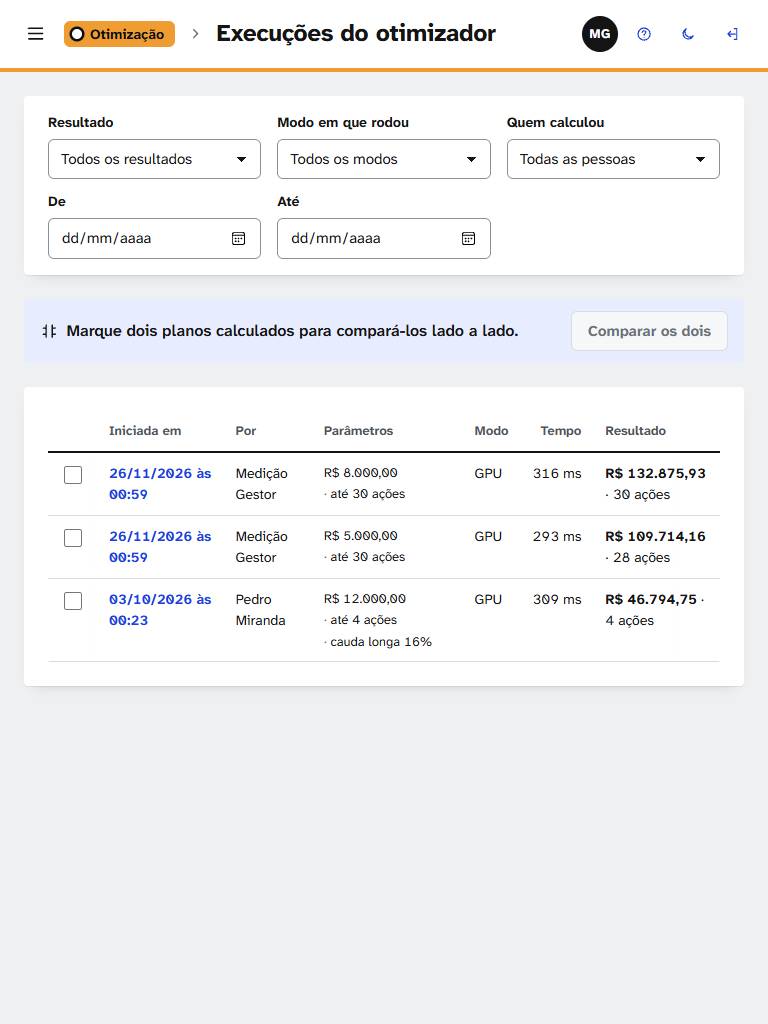 Otimização
Execuções do otimizador
MG
Resultado
Modo em que rodou
Quem calculou
Todos os resultados
Todos os modos
Todas as pessoas
De
Até
dd/mm/aaaa
dd/mm/aaaa
Marque dois planos calculados para compará-los lado a lado.
Comparar os dois
Iniciada em
Por
Parâmetros
Modo
Tempo
Resultado
26/11/2026 às
00:59
Medição
Gestor
R$ 8.000,00
· até 30 ações
GPU
316 ms
R$ 132.875,93
· 30 ações
26/11/2026 às
00:59
Medição
Gestor
R$ 5.000,00
· até 30 ações
GPU
293 ms
R$ 109.714,16
· 28 ações
03/10/2026 às
00:23
Pedro
Miranda
R$ 12.000,00
· até 4 ações
· cauda longa 16%
GPU
309 ms
R$ 46.794,75 ·
4 ações